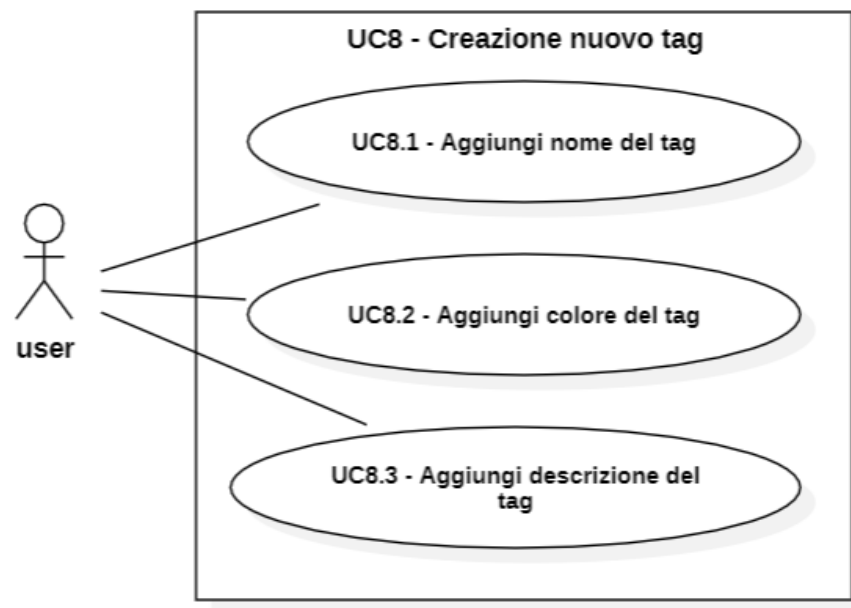 UC8 - Creazione nuovo tag
UC8.1 - Aggiungi nome del tag
user
UC8.2 - Aggiungi colore del tag
UC8.3 - Aggiungi descrizione del
tag